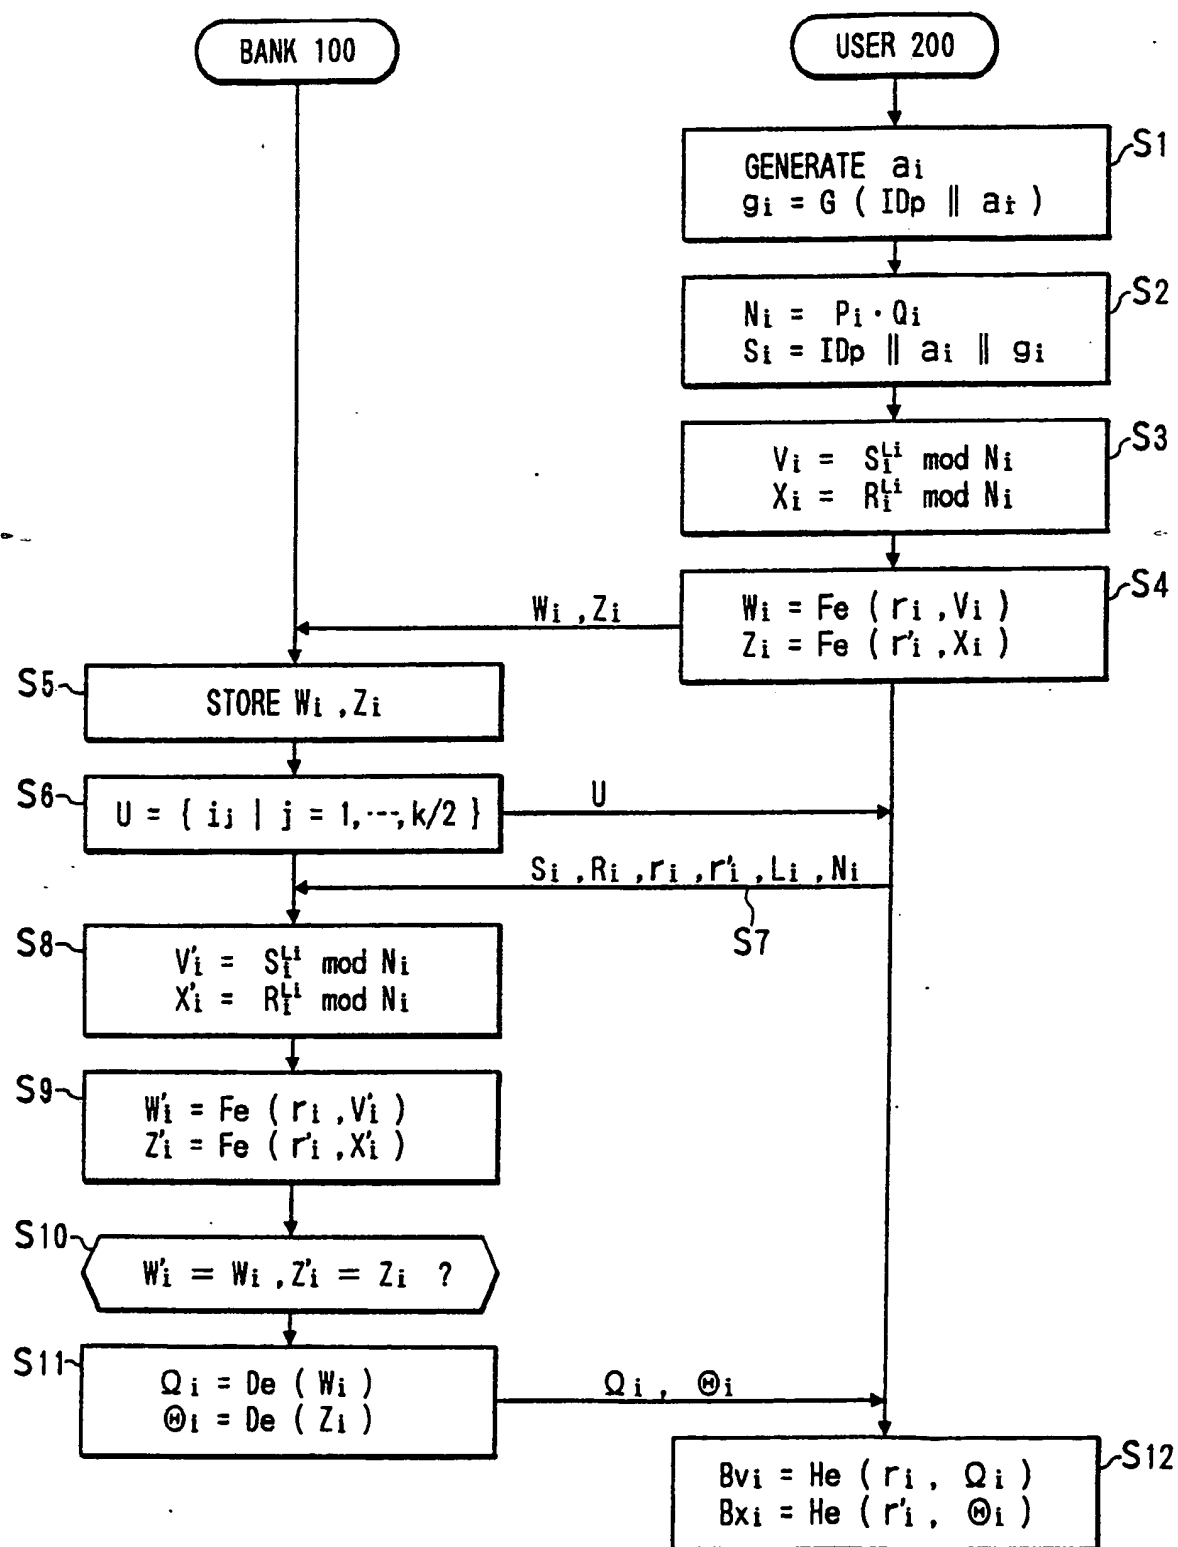 BANK 100
USER 200
S1
GENERATE ai
gi = G ( IDp ∥ ai )
S2
Ni = Pi · Qi
Si = IDp ∥ ai ∥ gi
S3
Vi = Si^Li mod Ni
Xi = Ri^Li mod Ni
S4
Wi = Fe ( ri , Vi )
Zi = Fe ( r'i , Xi )
Wi , Zi
S5
STORE Wi , Zi
S6
U = { ij | j = 1, ···, k/2 }
U
Si , Ri , ri , r'i , Li , Ni
S7
S8
V'i = Si^Li mod Ni
X'i = Ri^Li mod Ni
S9
W'i = Fe ( ri , V'i )
Z'i = Fe ( r'i , X'i )
S10
W'i = Wi , Z'i = Zi ?
S11
Ωi = De ( Wi )
Θi = De ( Zi )
Ωi , Θi
S12
Bvi = He ( ri , Ωi )
Bxi = He ( r'i , Θi )